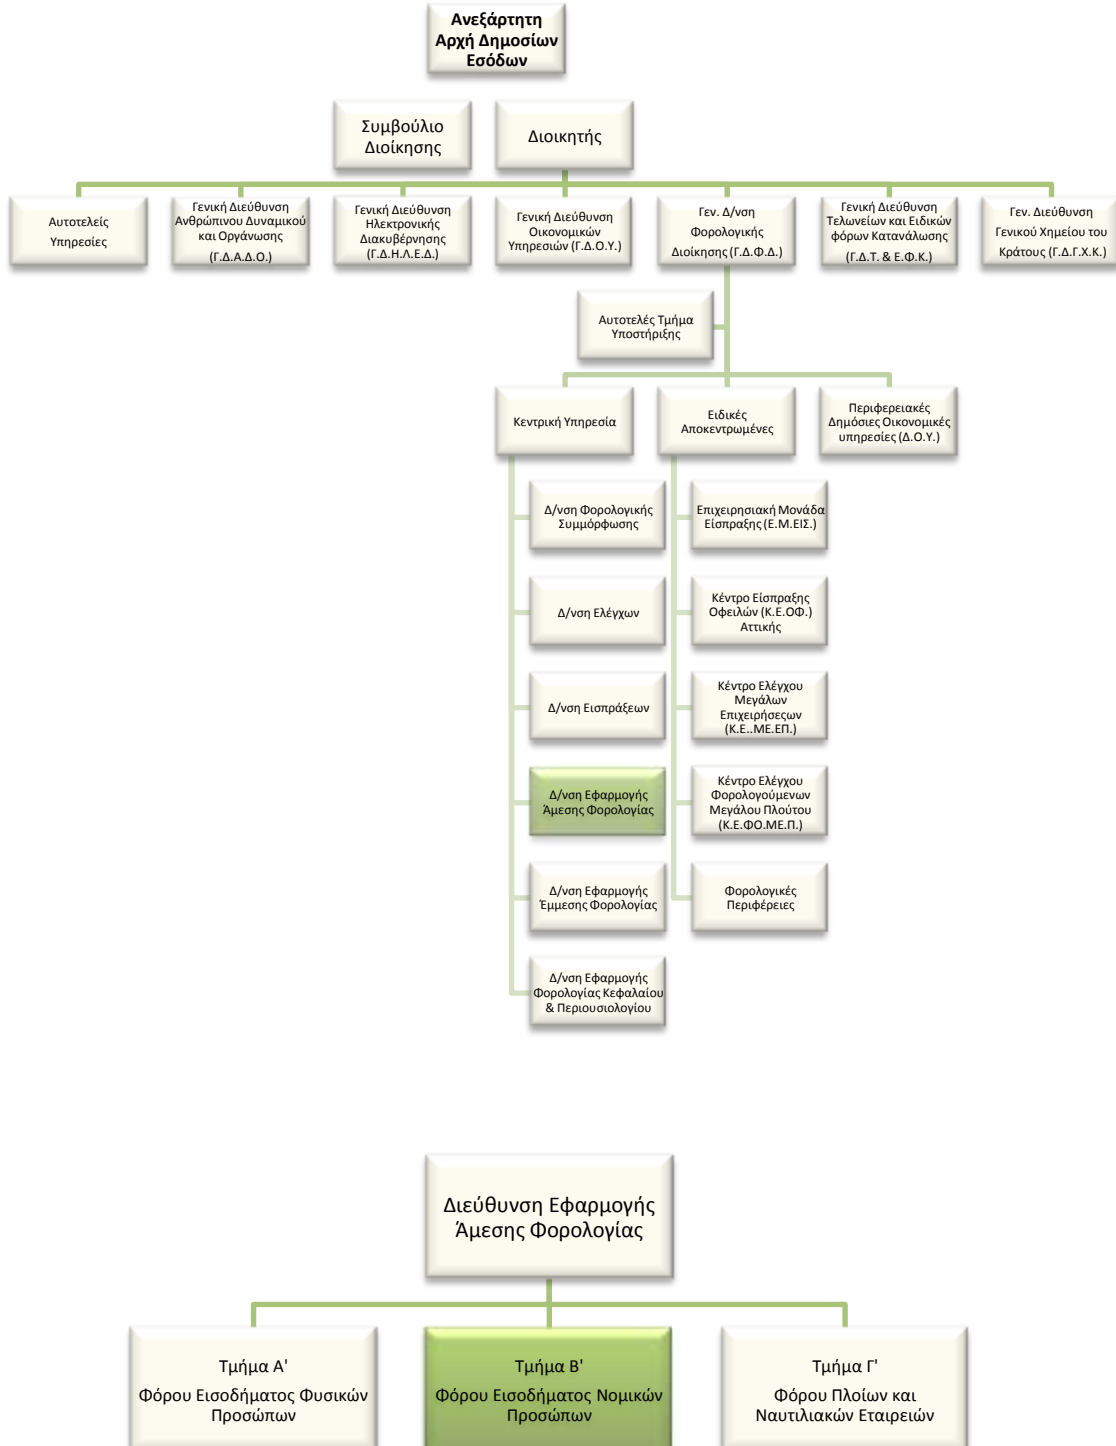 Ανεξάρτητη
Αρχή Δημοσίων
Εσόδων
Συμβούλιο
Διοίκησης
Διοικητής
Αυτοτελείς
Υπηρεσίες
Γενική Διεύθυνση
Ανθρώπινου Δυναμικού
και Οργάνωσης
(Γ.Δ.Α.Δ.Ο.)
Γενική Διεύθυνση
Ηλεκτρονικής
Διακυβέρνησης
(Γ.Δ.Η.Λ.Ε.Δ.)
Γενική Διεύθυνση
Οικονομικών
Υπηρεσιών (Γ.Δ.Ο.Υ.)
Γεν. Δ/νση
Φορολογικής
Διοίκησης (Γ.Δ.Φ.Δ.)
Γενική Διεύθυνση
Τελωνείων και Ειδικών
φόρων Κατανάλωσης
(Γ.Δ.Τ. & Ε.Φ.Κ.)
Γεν. Διεύθυνση
Γενικού Χημείου του
Κράτους (Γ.Δ.Γ.Χ.Κ.)
Αυτοτελές Τμήμα
Υποστήριξης
Κεντρική Υπηρεσία
Ειδικές
Αποκεντρωμένες
Περιφερειακές
Δημόσιες Οικονομικές
υπηρεσίες (Δ.Ο.Υ.)
Δ/νση Φορολογικής
Συμμόρφωσης
Δ/νση Ελέγχων
Δ/νση Εισπράξεων
Δ/νση Εφαρμογής
Άμεσης Φορολογίας
Δ/νση Εφαρμογής
Έμμεσης Φορολογίας
Δ/νση Εφαρμογής
Φορολογίας Κεφαλαίου
& Περιουσιολογίου
Επιχειρησιακή Μονάδα
Είσπραξης (Ε.Μ.ΕΙΣ.)
Κέντρο Είσπραξης
Οφειλών (Κ.Ε.ΟΦ.)
Αττικής
Κέντρο Ελέγχου
Μεγάλων
Επιχειρήσεςων
(Κ.Ε..ΜΕ.ΕΠ.)
Κέντρο Ελέγχου
Φορολογούμενων
Μεγάλου Πλούτου
(Κ.Ε.ΦΟ.ΜΕ.Π.)
Φορολογικές
Περιφέρειες
Διεύθυνση Εφαρμογής
Άμεσης Φορολογίας
Τμήμα Α'
Φόρου Εισοδήματος Φυσικών
Προσώπων
Τμήμα Β'
Φόρου Εισοδήματος Νομικών
Προσώπων
Τμήμα Γ'
Φόρου Πλοίων και
Ναυτιλιακών Εταιρειών